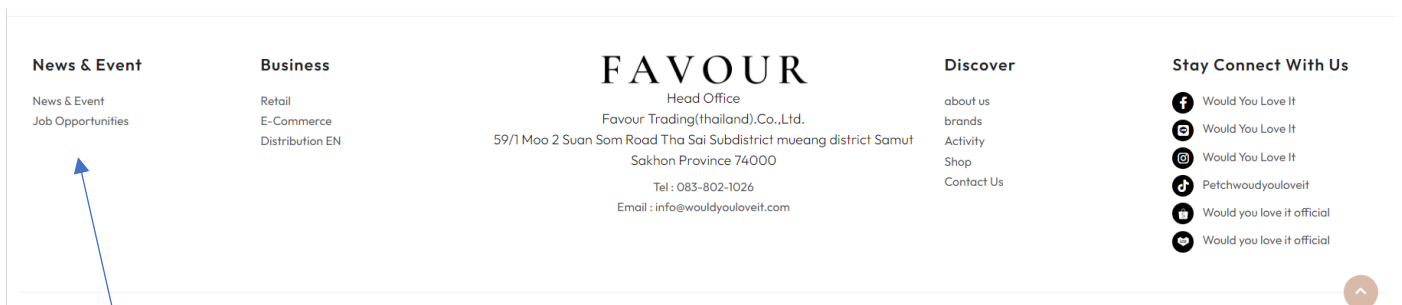 News & Event
News & Event
Job Opportunities
Business
Retail
E-Commerce
Distribution EN
FAVOUR
Head Office
Favour Trading(thailand).Co.,Ltd.
59/1 Moo 2 Suan Som Road Tha Sai Subdistrict mueang district Samut
Sakhon Province 74000
Tel : 083-802-1026
Email : info@wouldyouloveit.com
Discover
about us
brands
Activity
Shop
Contact Us
Stay Connect With Us
Would You Love It
Would You Love It
Would You Love It
Petchwoudyouloveit
Would you love it official
Would you love it official